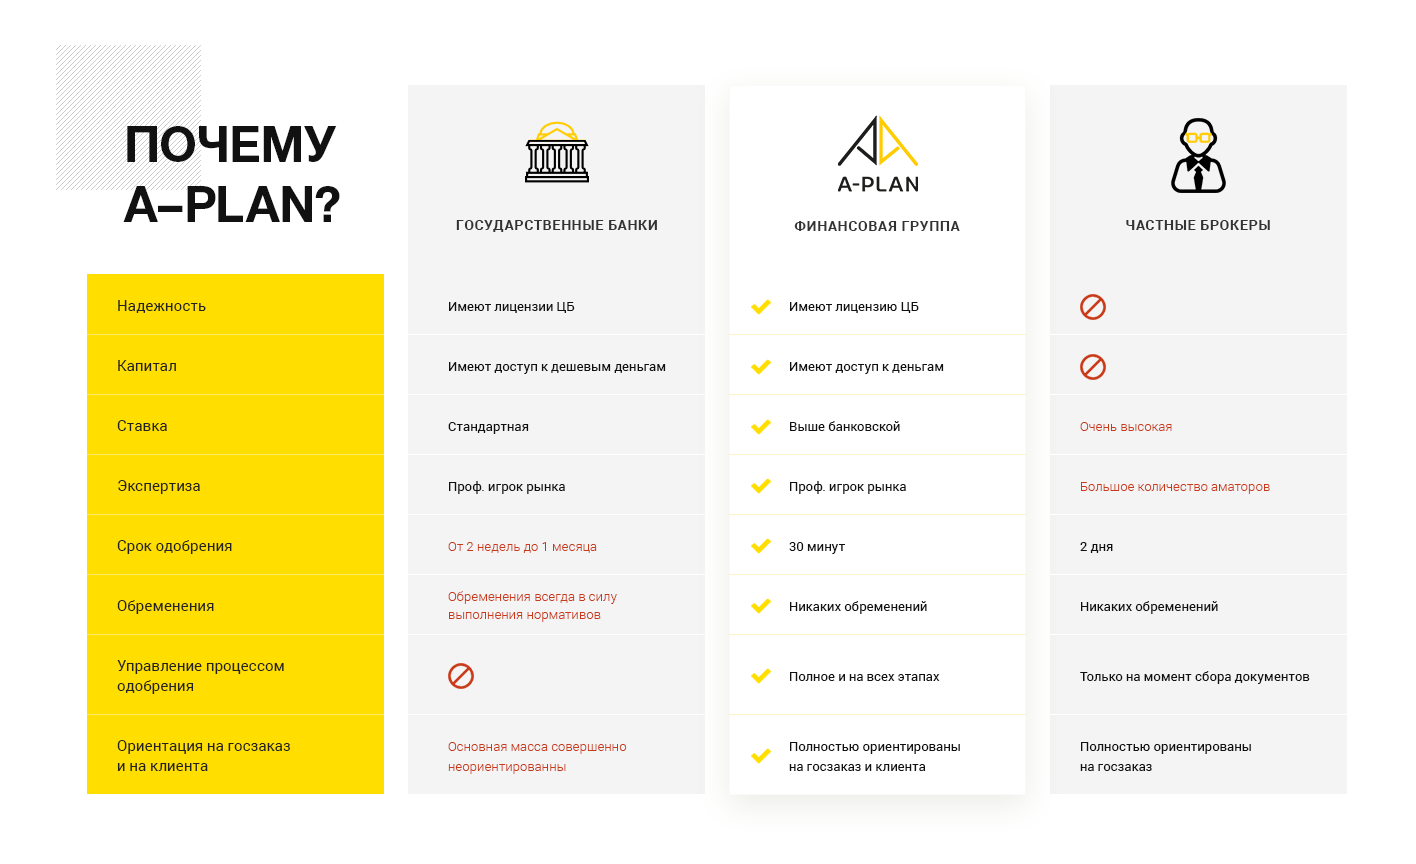 ПОЧЕМУ
A–PLAN?
ГОСУДАРСТВЕННЫЕ БАНКИ
A-PLAN
ФИНАНСОВАЯ ГРУППА
ЧАСТНЫЕ БРОКЕРЫ
Надежность
Имеют лицензии ЦБ
Имеют лицензию ЦБ
Капитал
Имеют доступ к дешевым деньгам
Имеют доступ к деньгам
Ставка
Стандартная
Выше банковской
Очень высокая
Экспертиза
Проф. игрок рынка
Проф. игрок рынка
Большое количество аматоров
Срок одобрения
От 2 недель до 1 месяца
30 минут
2 дня
Обременения
Обременения всегда в силу
выполнения нормативов
Никаких обременений
Никаких обременений
Управление процессом
одобрения
Полное и на всех этапах
Только на момент сбора документов
Ориентация на госзаказ
и на клиента
Основная масса совершенно
неориентированны
Полностью ориентированы
на госзаказ и клиента
Полностью ориентированы
на госзаказ